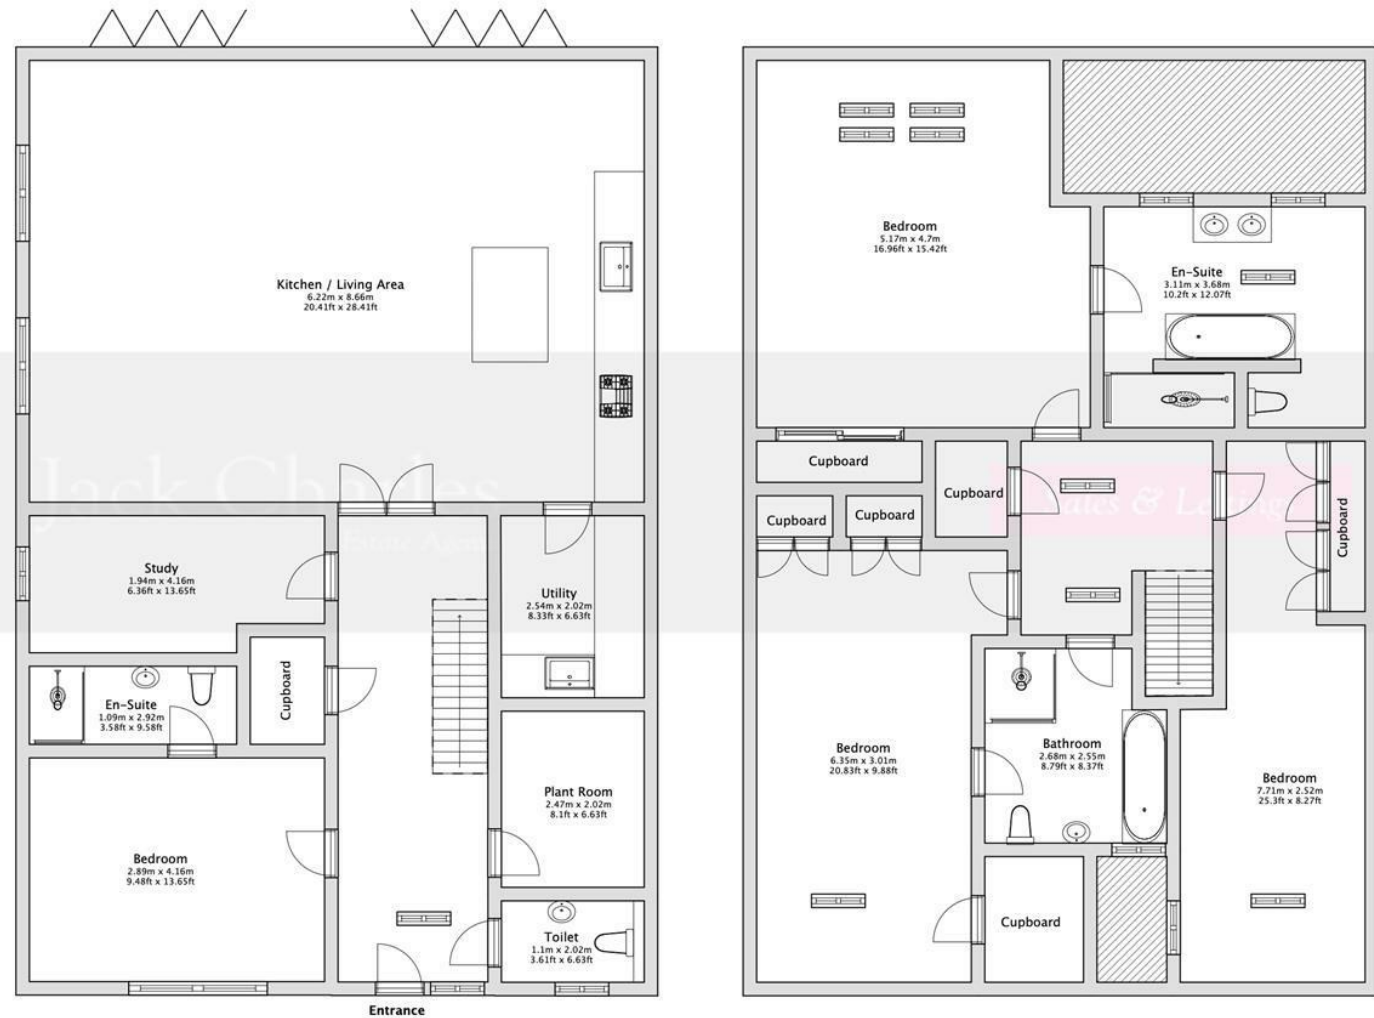 Kitchen / Living Area
6.22m x 8.66m
20.41ft x 28.41ft
Jack Charles
Estate Agents
Study
1.94m x 4.16m
6.36ft x 13.65ft
Utility
2.54m x 2.02m
8.33ft x 6.63ft
Cupboard
En-Suite
1.09m x 2.92m
3.58ft x 9.58ft
Plant Room
2.47m x 2.02m
8.1ft x 6.63ft
Bedroom
2.89m x 4.16m
9.48ft x 13.65ft
Toilet
1.1m x 2.02m
3.61ft x 6.63ft
Entrance
Bedroom
5.17m x 4.7m
16.96ft x 15.42ft
En-Suite
3.11m x 3.68m
10.2ft x 12.07ft
Cupboard
Cupboard
Sales & Lettings
Cupboard
Cupboard
Cupboard
Bedroom
6.35m x 3.01m
20.83ft x 9.88ft
Bathroom
2.68m x 2.55m
8.79ft x 8.37ft
Bedroom
7.71m x 2.52m
25.3ft x 8.27ft
Cupboard